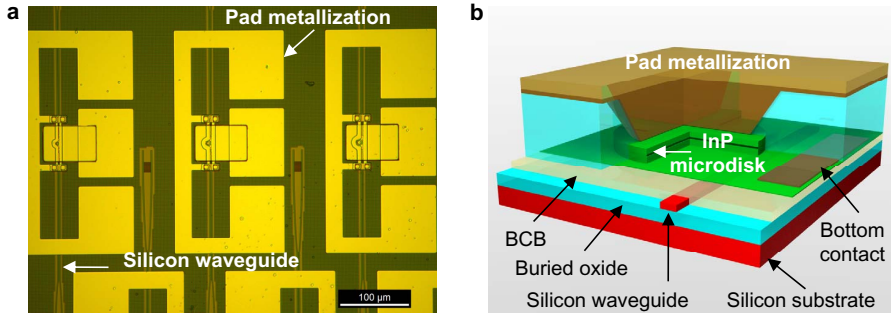 a
Pad metallization
Silicon waveguide
100 µm
b
Pad metallization
InP
microdisk
BCB
Buried oxide
Silicon waveguide
Bottom
contact
Silicon substrate